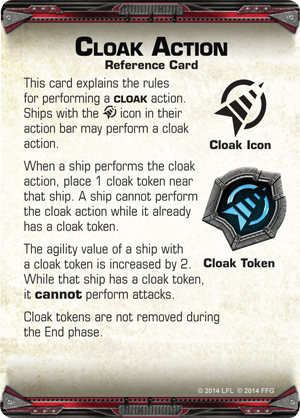 CLOAK ACTION
Reference Card
This card explains the rules
for performing a CLOAK action.
Ships with the icon in their
action bar may perform a cloak
action.
Cloak Icon
When a ship performs the cloak
action, place 1 cloak token near
that ship. A ship cannot perform
the cloak action while it already
has a cloak token.
Cloak Token
The agility value of a ship with
a cloak token is increased by 2.
While that ship has a cloak token,
it cannot perform attacks.
Cloak tokens are not removed during
the End phase.
© 2014 LFL © 2014 FFG